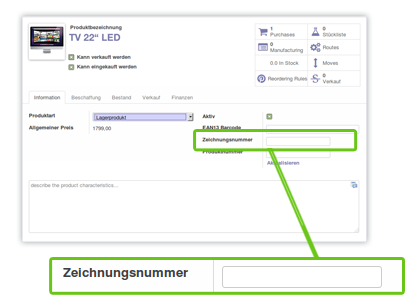 Produktbezeichnung
TV 22“ LED
Kann verkauft werden
Kann eingekauft werden
1 Purchases
0 Stückliste
0 Manufacturing
Routes
0.0 In Stock
Moves
Reordering Rules
0 Verkauf
Information Beschaffung Bestand Verkauf Finanzen
Produktart Lagerprodukt Aktiv
Allgemeiner Preis 1799,00 EAN13 Barcode
Zeichnungsnummer
Produktnummer
Aktualisieren
describe the product characteristics...
Zeichnungsnummer